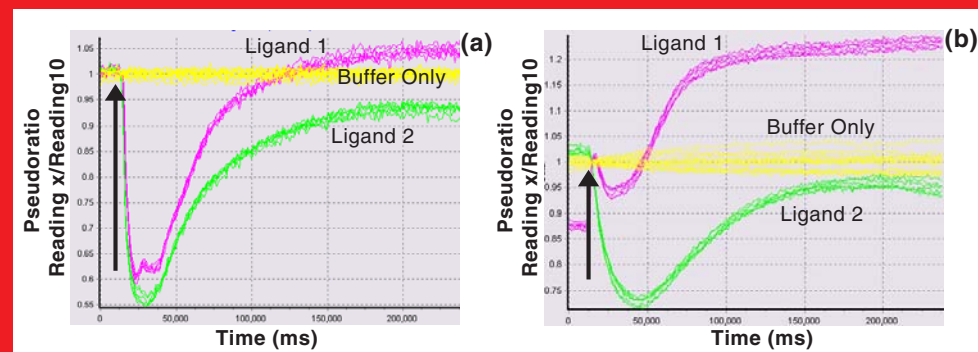 (a)
Pseudoratio
Reading x/Reading10
1.05
1
0.95
0.9
0.85
0.8
0.75
0.7
0.65
0.6
0.55
Ligand 1
Buffer Only
Ligand 2
0
50,000
100,000
150,000
200,000
Time (ms)
(b)
Pseudoratio
Reading x/Reading10
1.2
1.15
1.1
1.05
1
0.95
0.9
0.85
0.8
0.75
Ligand 1
Buffer Only
Ligand 2
0
50,000
100,000
150,000
200,000
Time (ms)